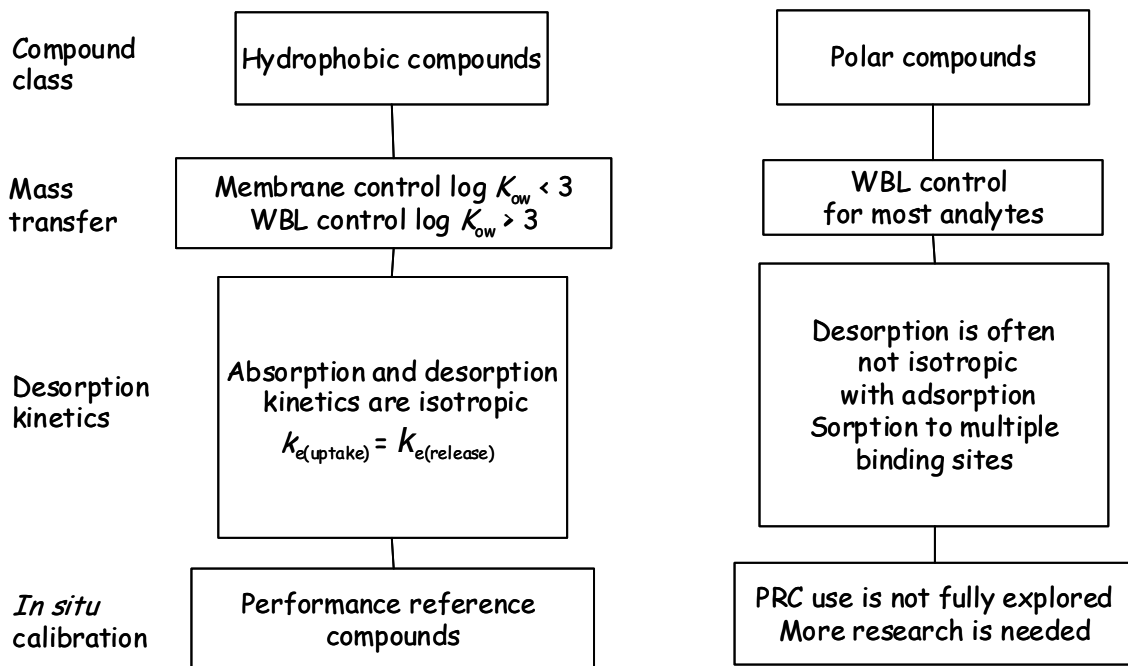 Compound
class
Hydrophobic compounds
Polar compounds
Mass
transfer
Membrane control log Kow < 3
WBL control log Kow > 3
WBL control
for most analytes
Desorption
kinetics
Absorption and desorption
kinetics are isotropic
ke(uptake) = ke(release)
Desorption is often
not isotropic
with adsorption
Sorption to multiple
binding sites
In situ
calibration
Performance reference
compounds
PRC use is not fully explored
More research is needed